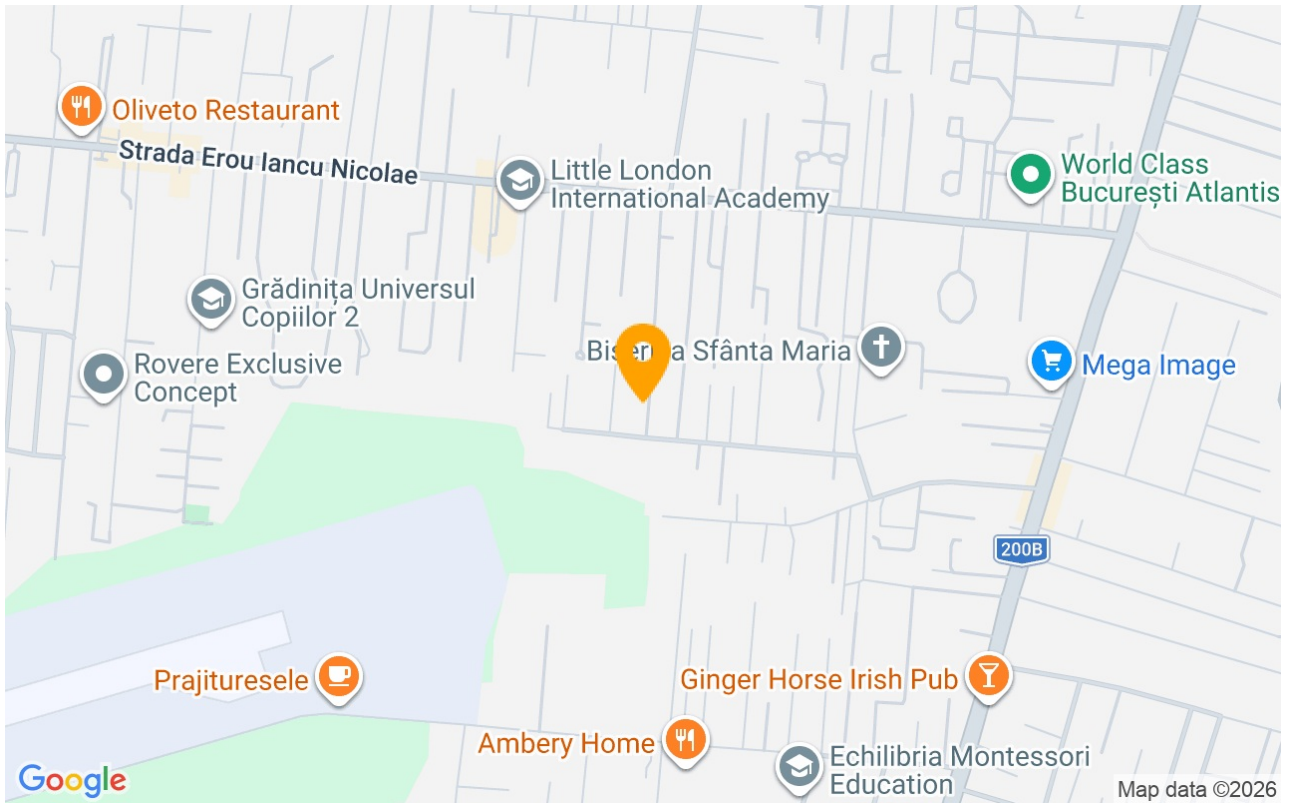 Oliveto Restaurant
Strada Erou Iancu Nicolae
Little London
International Academy
World Class
București Atlantis
Grădinița Universul
Copiilor 2
Rovere Exclusive
Concept
Sfânta Maria
Mega Image
200B
Prajituresele
Ginger Horse Irish Pub
Ambery Home
Echilibria Montessori
Education
Google
Map data ©2026